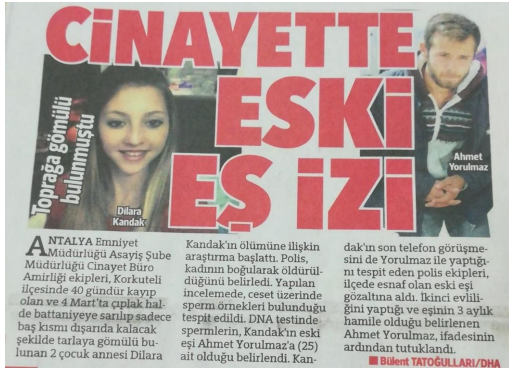 CİNAYETTE
ESKİ
EŞ İZİ
Toprağa gömülü
bulunmuştu
Dilara
Kandak
Ahmet
Yorulmaz
ANTALYA Emniyet
Müdürlüğü Asayiş Şube
Müdürlüğü Cinayet Büro
Amirliği ekipleri, Korkuteli
ilçesinde 40 gündür kayıp
olan ve 4 Mart'ta çıplak hal-
de battaniyeye sarılıp sadece
baş kısmı dışarıda kalacak
şekilde tarlaya gömülü bu-
lunan 2 çocuk annesi Dilara
Kandak'ın ölümüne ilişkin
araştırma başlattı. Polis,
kadının boğularak öldürül-
düğünü belirledi. Yapılan
incelemede, ceset üzerinde
sperm örnekleri bulunduğu
tespit edildi. DNA testinde
spermlerin, Kandak'ın eski
eşi Ahmet Yorulmaz'a (25)
ait olduğu belirlendi. Kan-
dak'ın son telefon görüşme-
sini de Yorulmaz ile yaptığı-
nı tespit eden polis ekipleri,
ilçede esnaf olan eski eşi
gözaltına aldı. İkinci evlili-
ğini yaptığı ve eşinin 3 aylık
hamile olduğu belirlenen
Ahmet Yorulmaz, ifadesinin
ardından tutuklandı.
Bülent TATOĞULLARI/DHA